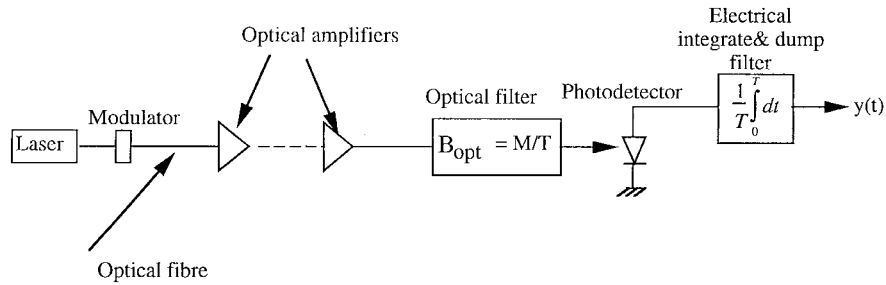 Electrical
integrate& dump
filter
Optical amplifiers
Optical filter
Photodetector
Modulator
Laser
B_opt = M/T
1/T ∫_0^T dt
y(t)
Optical fibre